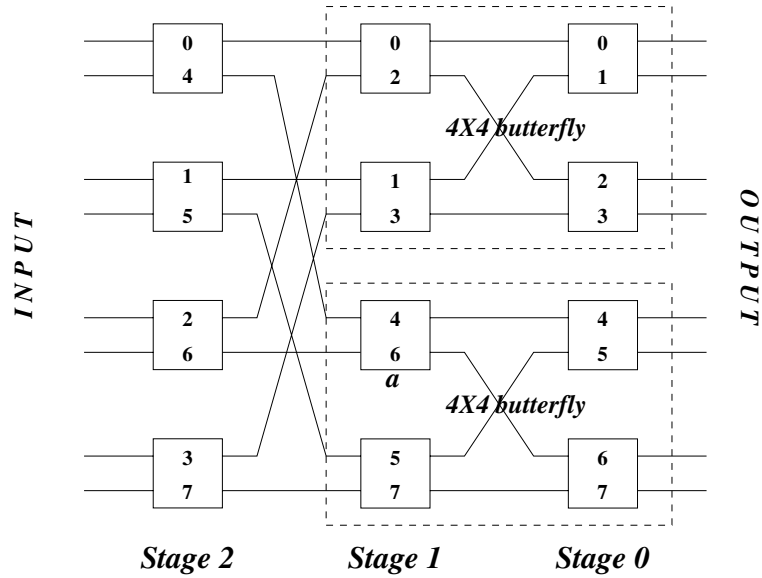 0 0 0
4 2 1
4X4 butterfly
1 1 2
5 3 3
INPUT
OUTPUT
2 4 4
6 6 5
a
4X4 butterfly
3 5 6
7 7 7
Stage 2 Stage 1 Stage 0